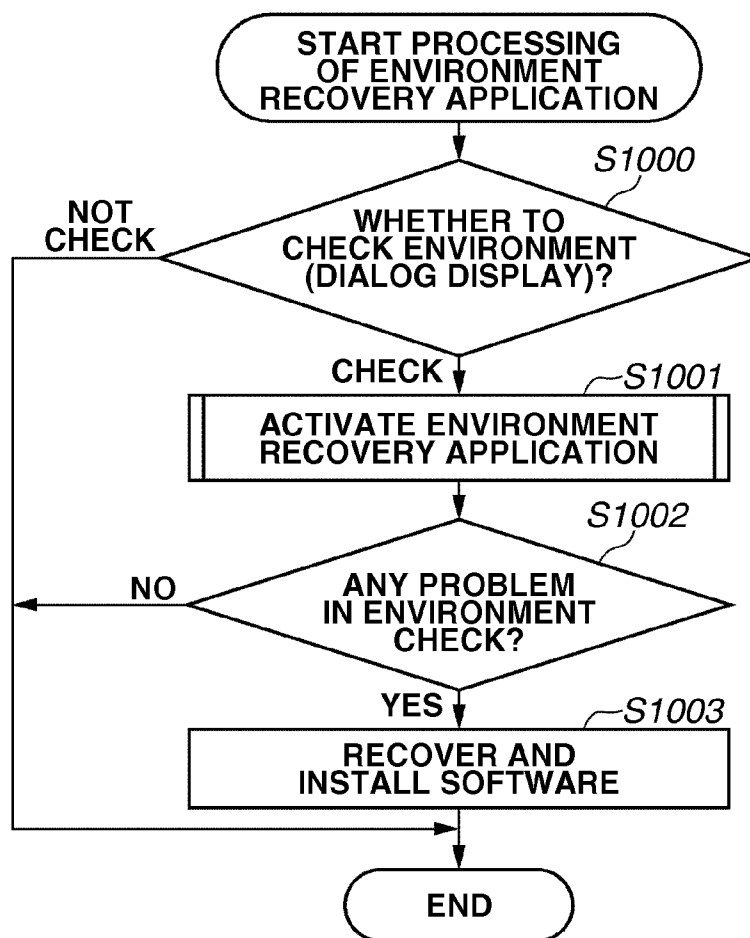 START PROCESSING
OF ENVIRONMENT
RECOVERY APPLICATION
S1000
NOT
CHECK
WHETHER TO
CHECK ENVIRONMENT
(DIALOG DISPLAY)?
CHECK
S1001
ACTIVATE ENVIRONMENT
RECOVERY APPLICATION
S1002
NO
ANY PROBLEM
IN ENVIRONMENT
CHECK?
YES
S1003
RECOVER AND
INSTALL SOFTWARE
END